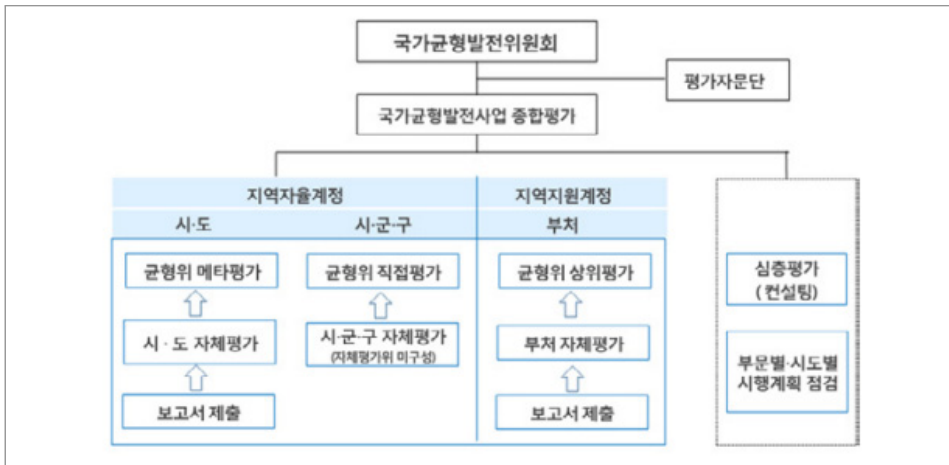 국가균형발전위원회
평가자문단
국가균형발전사업 종합평가
지역자율계정
지역지원계정
시·도
시·군·구
부처
균형위 메타평가
균형위 직접평가
균형위 상위평가
심층평가
(컨설팅)
시·도 자체평가
시·군·구 자체평가
(자체평가위 미구성)
부처 자체평가
부문별·시도별
시행계획 점검
보고서 제출
보고서 제출